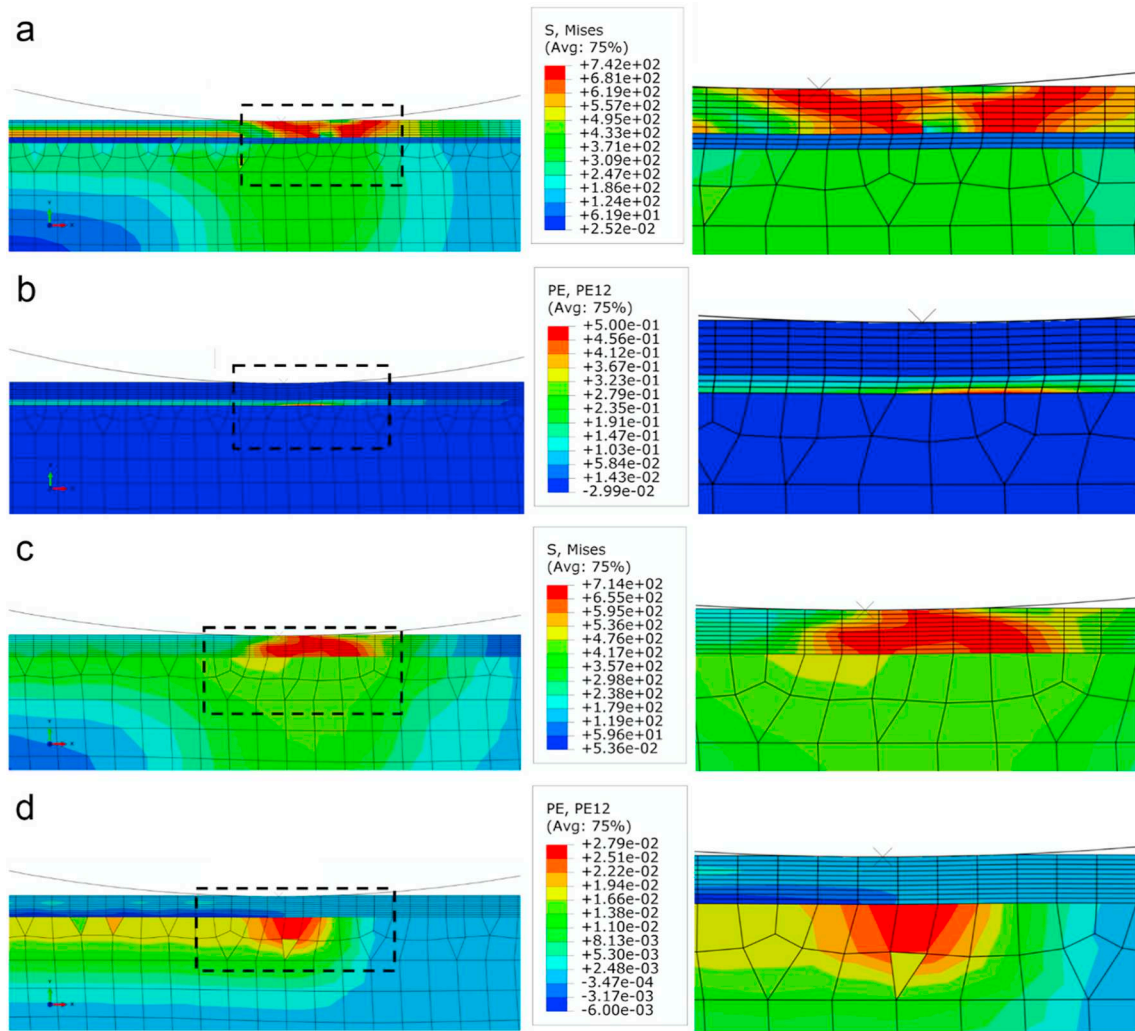 a
S, Mises
(Avg: 75%)
+7.42e+02
+6.81e+02
+6.19e+02
+5.57e+02
+4.95e+02
+4.33e+02
+3.71e+02
+3.09e+02
+2.47e+02
+1.86e+02
+1.24e+02
+6.19e+01
+2.52e-02
b
PE, PE12
(Avg: 75%)
+5.00e-01
+4.56e-01
+4.12e-01
+3.67e-01
+3.23e-01
+2.79e-01
+2.35e-01
+1.91e-01
+1.47e-01
+1.03e-01
+5.84e-02
+1.43e-02
-2.99e-02
c
S, Mises
(Avg: 75%)
+7.14e+02
+6.55e+02
+5.95e+02
+5.36e+02
+4.76e+02
+4.17e+02
+3.57e+02
+2.98e+02
+2.38e+02
+1.79e+02
+1.19e+02
+5.96e+01
+5.36e-02
d
PE, PE12
(Avg: 75%)
+2.79e-02
+2.51e-02
+2.22e-02
+1.94e-02
+1.66e-02
+1.38e-02
+1.10e-02
+8.13e-03
+5.30e-03
+2.48e-03
-3.47e-04
-3.17e-03
-6.00e-03